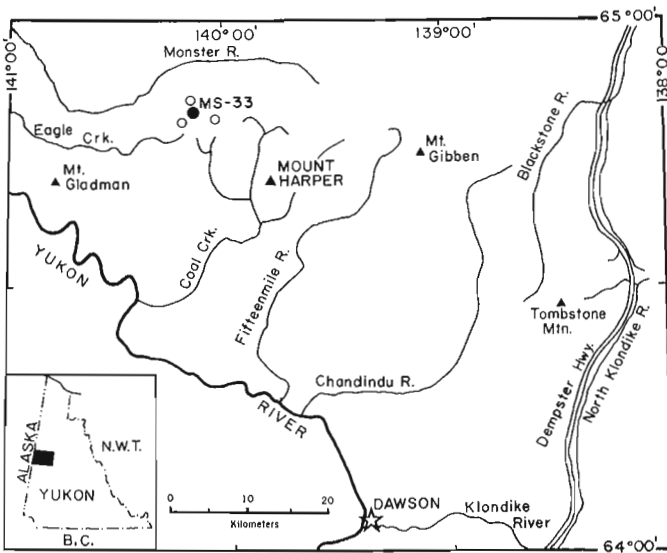 140°00'
139°00'
65°00'
141°00'
138°00'
Monster R.
MS-33
Eagle
Crk.
Mt.
Gladman
MOUNT
HARPER
Mt.
Gibben
Blackstone R.
YUKON
Coal Crk.
Fifteenmile R.
Tombstone
Mtn.
Chandindu R.
RIVER
Dempster Hwy.
North Klondike R.
ALASKA
N.W.T.
YUKON
B.C.
0 10 20
Kilometers
DAWSON
Klondike
River
64°00'